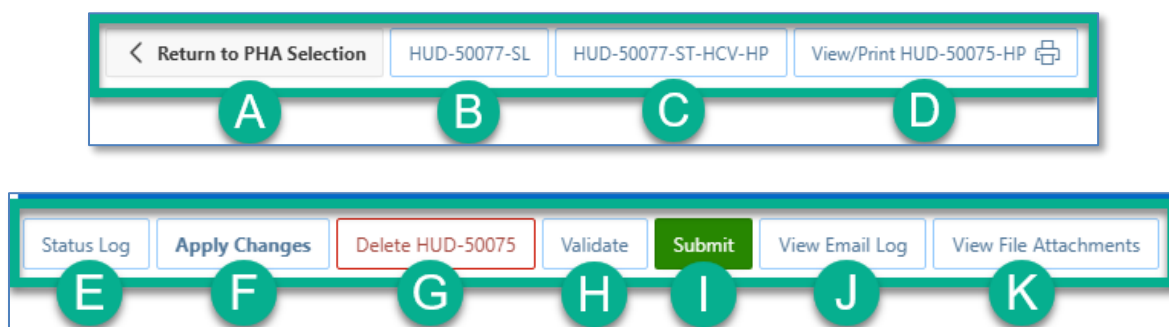 Return to PHA Selection HUD-50077-SL HUD-50077-ST-HCV-HP View/Print HUD-50075-HP
A B C D
Status Log Apply Changes Delete HUD-50075 Validate Submit View Email Log View File Attachments
E F G H I J K